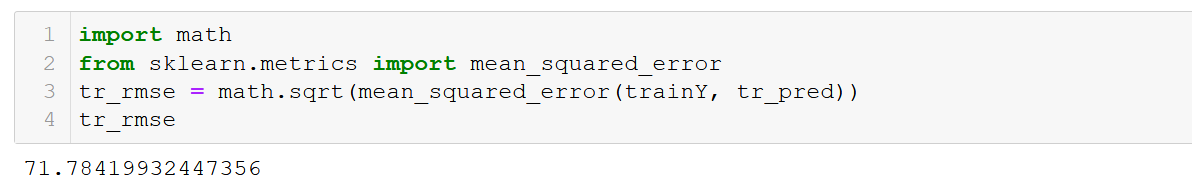 1 import math
2 from sklearn.metrics import mean_squared_error
3 tr_rmse = math.sqrt(mean_squared_error(trainY, tr_pred))
4 tr_rmse
71.78419932447356